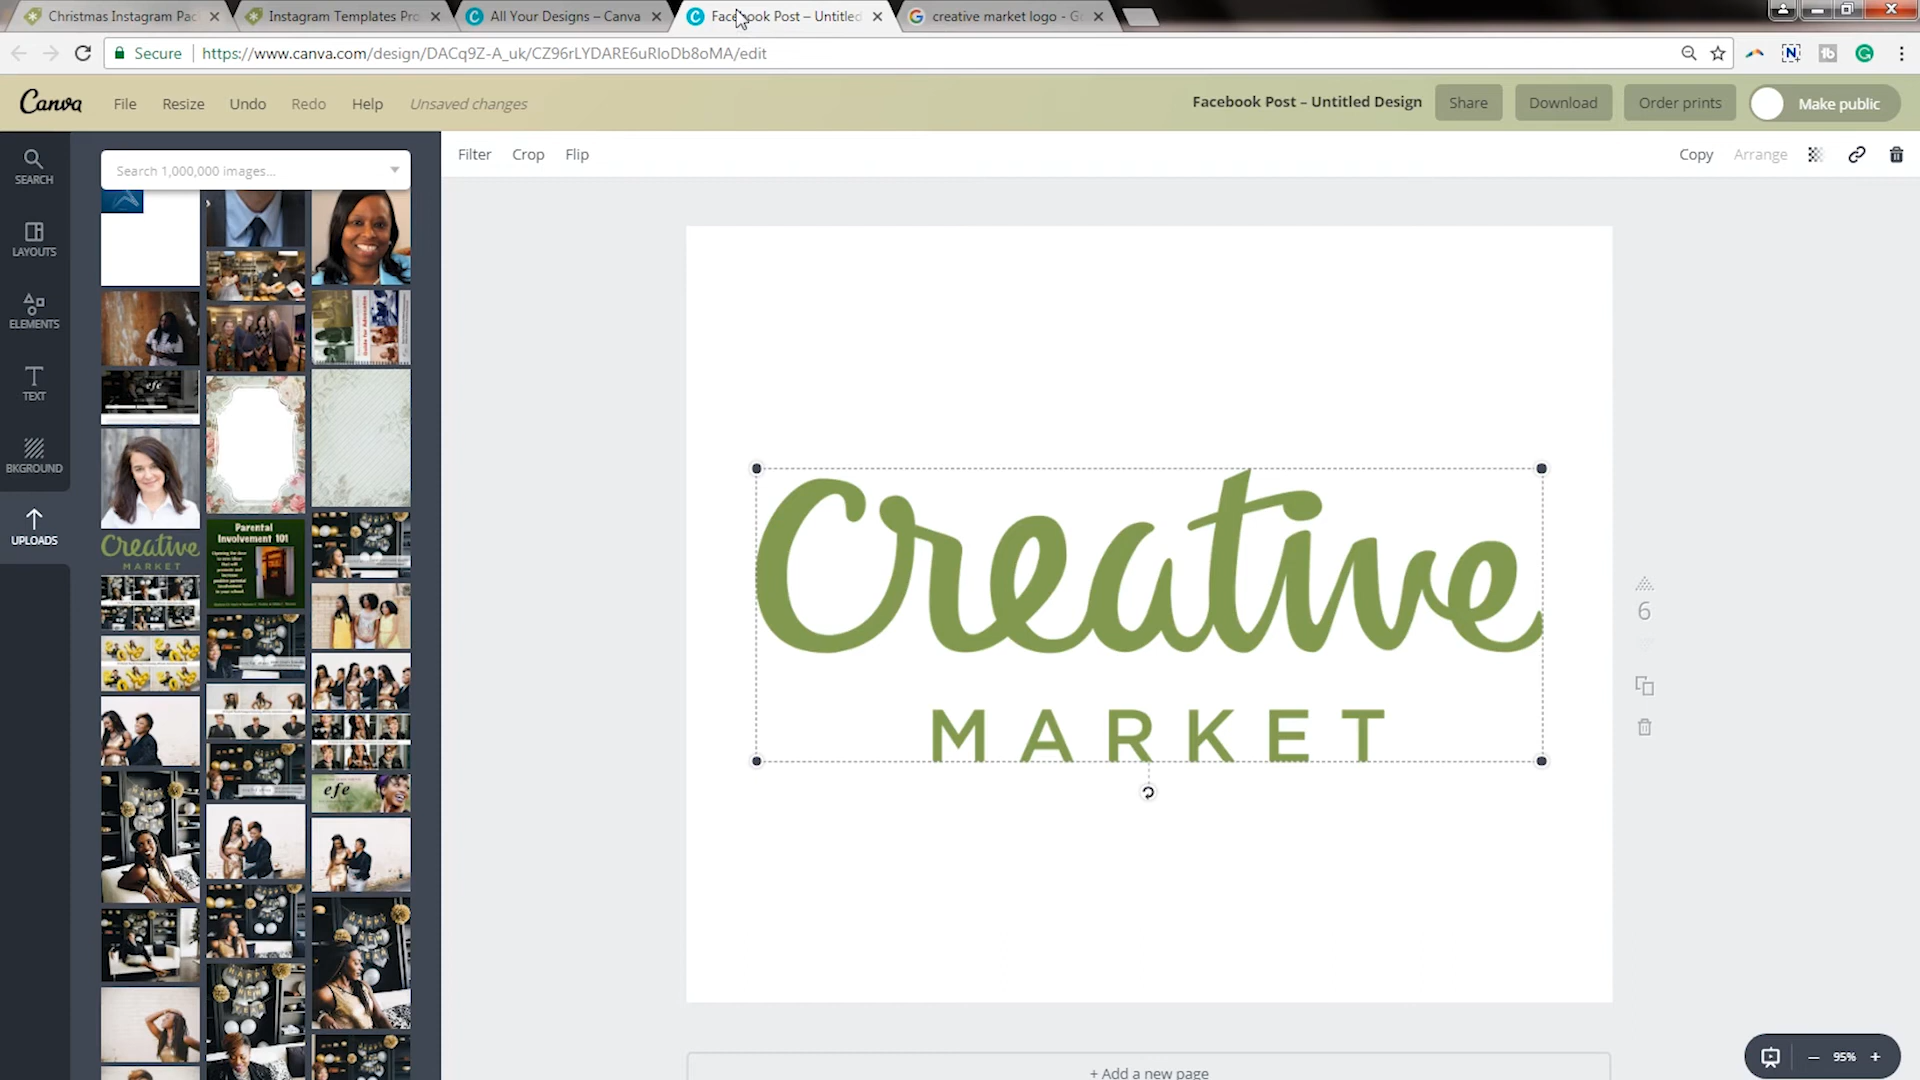 Christmas Instagram Pac
Instagram Templates Pro
All Your Designs – Canva
Facebook Post – Untitled
creative market logo - Go
Secure
https://www.canva.com/design/DACq9Z-A_uk/CZ96rLYDARE6uRIoDb8oMA/edit
Canva
File
Resize
Undo
Redo
Help
Unsaved changes
Facebook Post – Untitled Design
Share
Download
Order prints
Make public
Filter
Crop
Flip
Copy
Arrange
Search 1,000,000 images...
SEARCH
LAYOUTS
ELEMENTS
TEXT
BKGROUND
UPLOADS
efe
Creative
MARKET
Parental
Involvement 101
efe
Creative
MARKET
6
+ Add a new page
95%